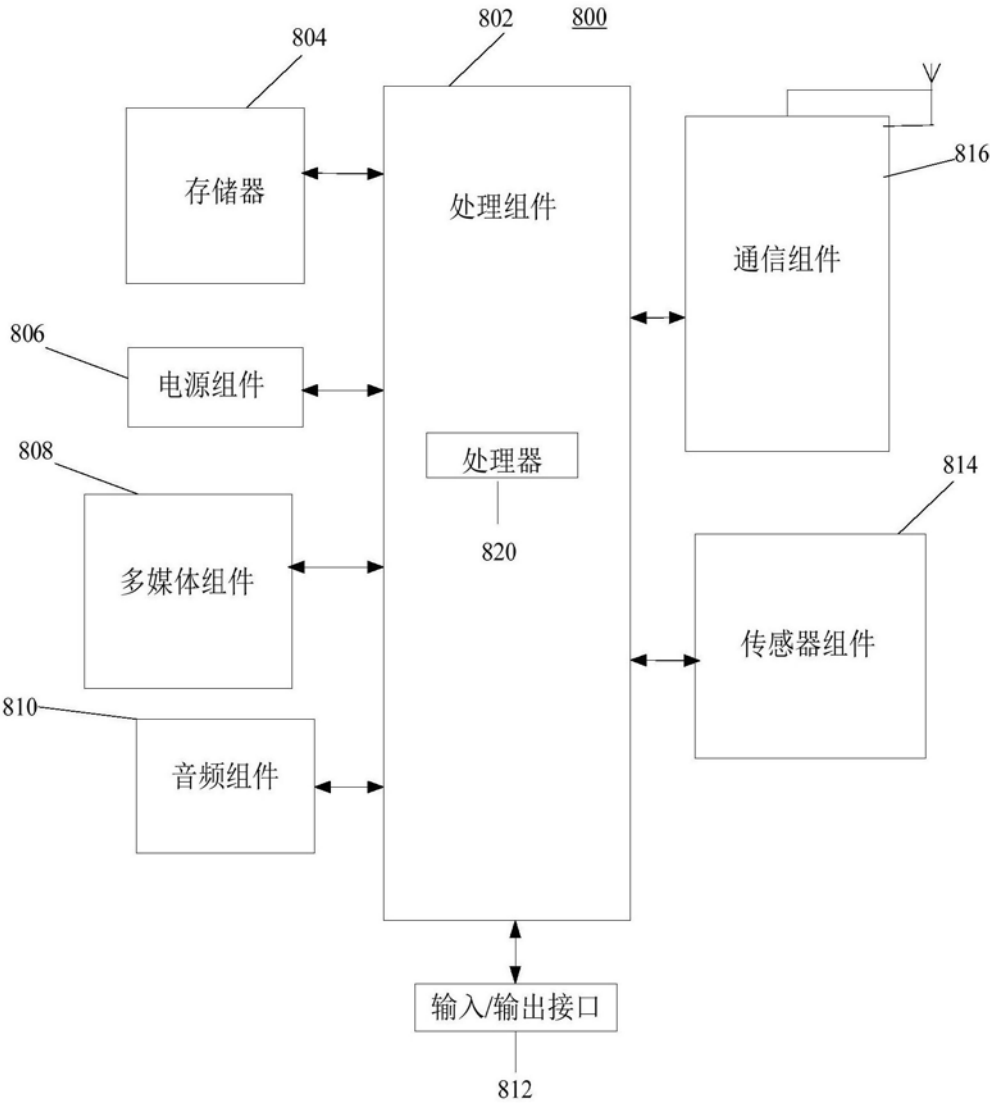 802
800
804
816
存储器
处理组件
通信组件
806
电源组件
808
处理器
814
820
多媒体组件
传感器组件
810
音频组件
输入/输出接口
812